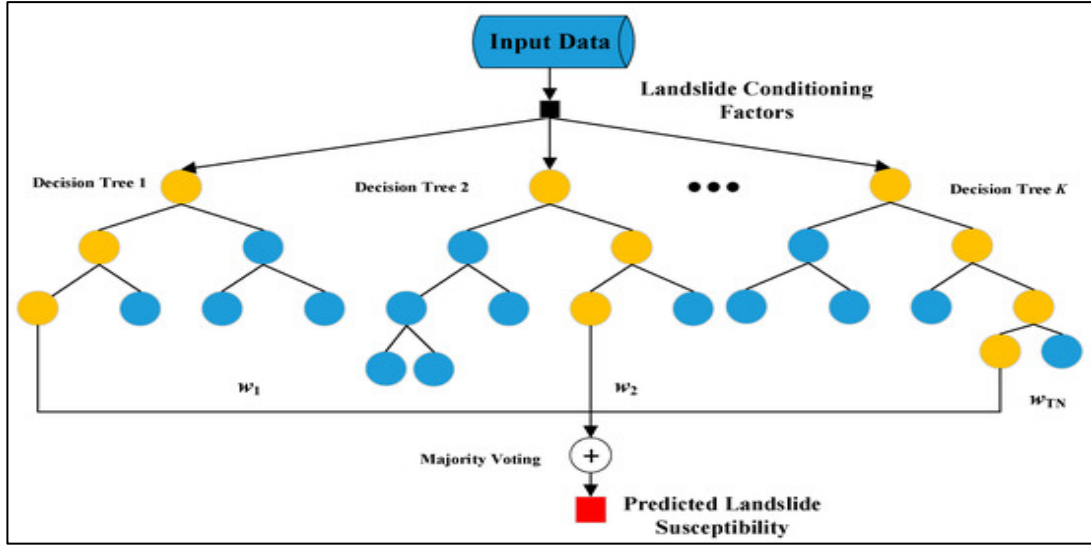 Input Data
Landslide Conditioning
Factors
Decision Tree 1
Decision Tree 2
Decision Tree K
w1
w2
wTN
Majority Voting
+
Predicted Landslide
Susceptibility